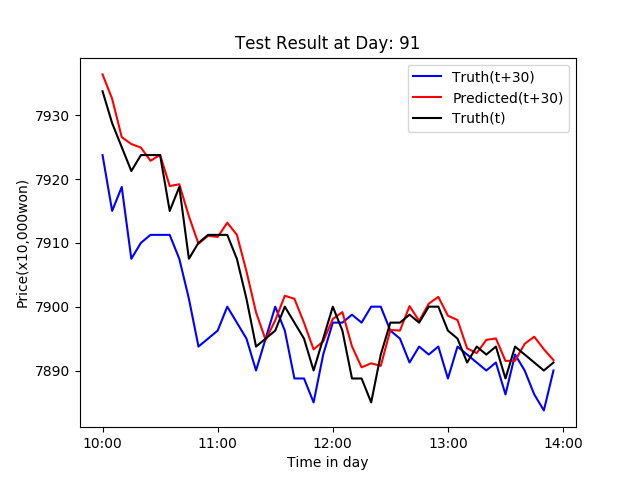 Test Result at Day: 91
Truth(t+30)
Predicted(t+30)
Truth(t)
Price(x10,000won)
7930
7920
7910
7900
7890
10:00 11:00 12:00 13:00 14:00
Time in day